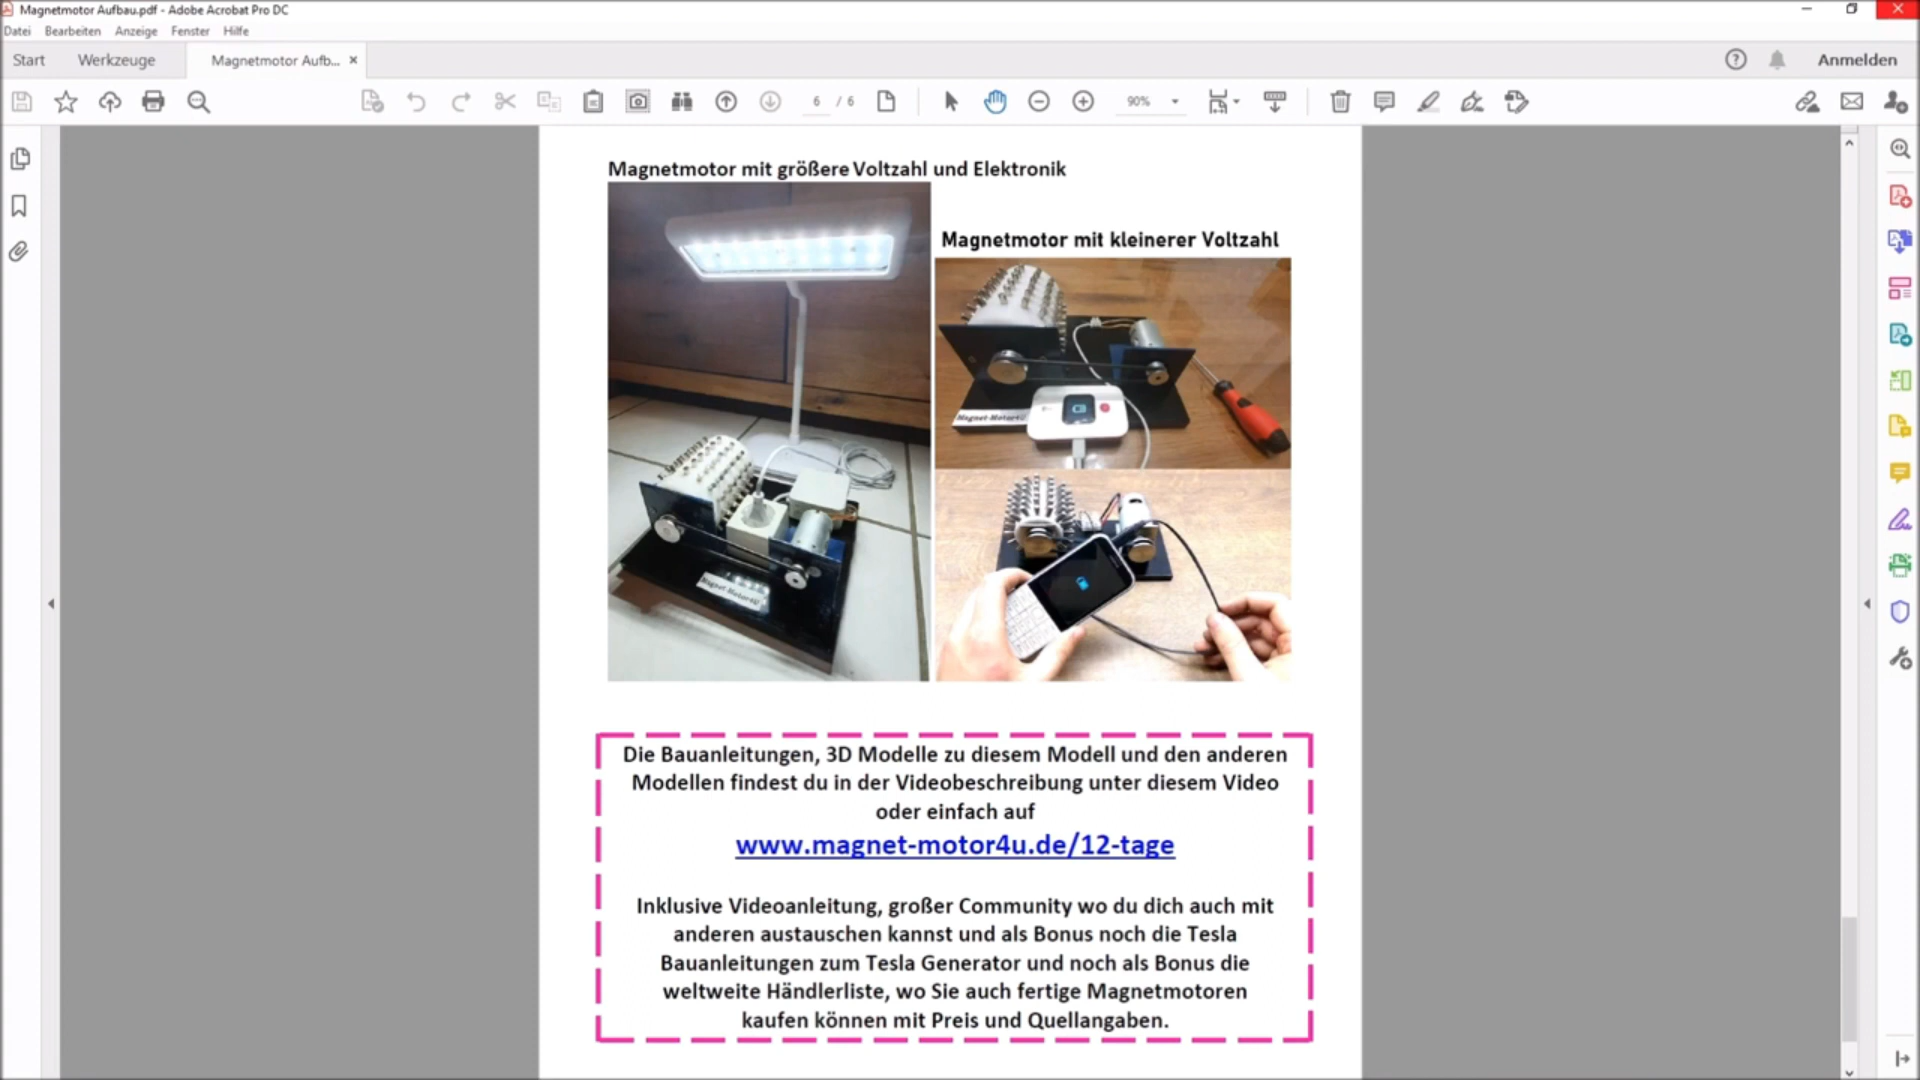 Magnetmotor Aufbau.pdf - Adobe Acrobat Pro DC
Datei Bearbeiten Anzeige Fenster Hilfe
Start Werkzeuge Magnetmotor Aufb... Anmelden
6 / 6 90%
Magnetmotor mit größere Voltzahl und Elektronik
Magnetmotor mit kleinerer Voltzahl
Magnet-Motor4U
Magnet-Motor4U
Die Bauanleitungen, 3D Modelle zu diesem Modell und den anderen
Modellen findest du in der Videobeschreibung unter diesem Video
oder einfach auf
www.magnet-motor4u.de/12-tage
Inklusive Videoanleitung, großer Community wo du dich auch mit
anderen austauschen kannst und als Bonus noch die Tesla
Bauanleitungen zum Tesla Generator und noch als Bonus die
weltweite Händlerliste, wo Sie auch fertige Magnetmotoren
kaufen können mit Preis und Quellangaben.